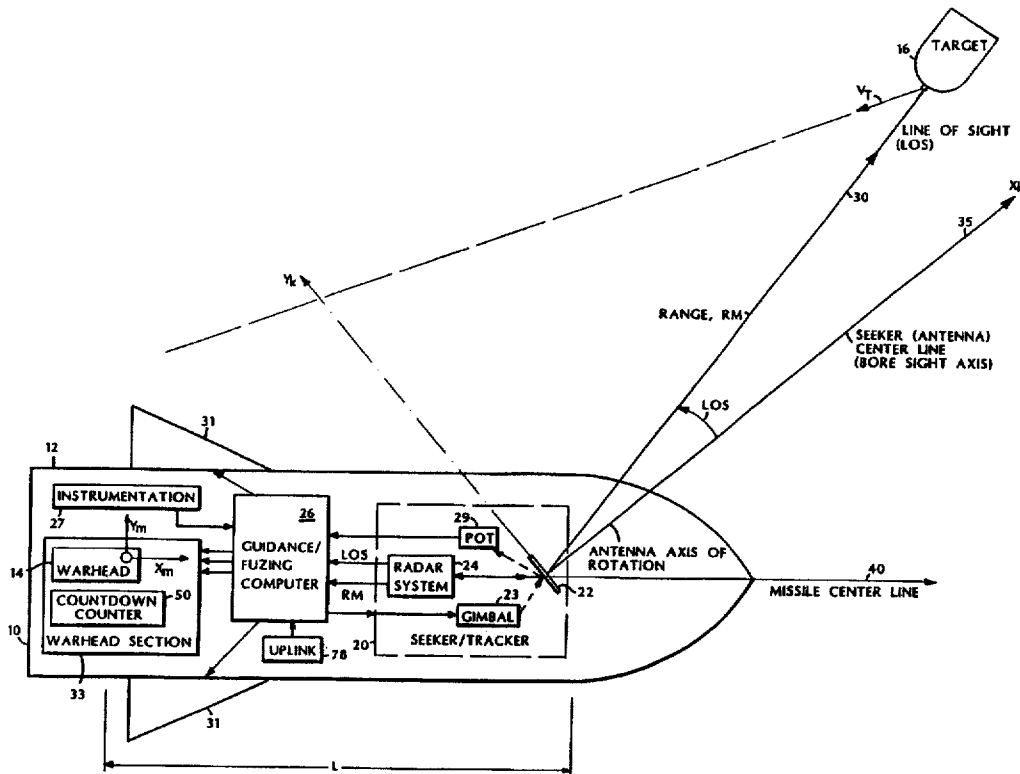 TARGET
16
VT
LINE OF SIGHT
(LOS)
30
X
35
Yk
RANGE, RM
SEEKER (ANTENNA)
CENTER LINE
(BORE SIGHT AXIS)
LOS
31
12
INSTRUMENTATION
27
Ym
26
GUIDANCE/
FUZING
COMPUTER
29
POT
ANTENNA AXIS OF
ROTATION
14
WARHEAD
Xm
LOS
RADAR
SYSTEM
24
40
MISSILE CENTER LINE
50
COUNTDOWN
COUNTER
RM
23
GIMBAL
22
10
WARHEAD SECTION
20
SEEKER/TRACKER
UPLINK
78
33
31
L